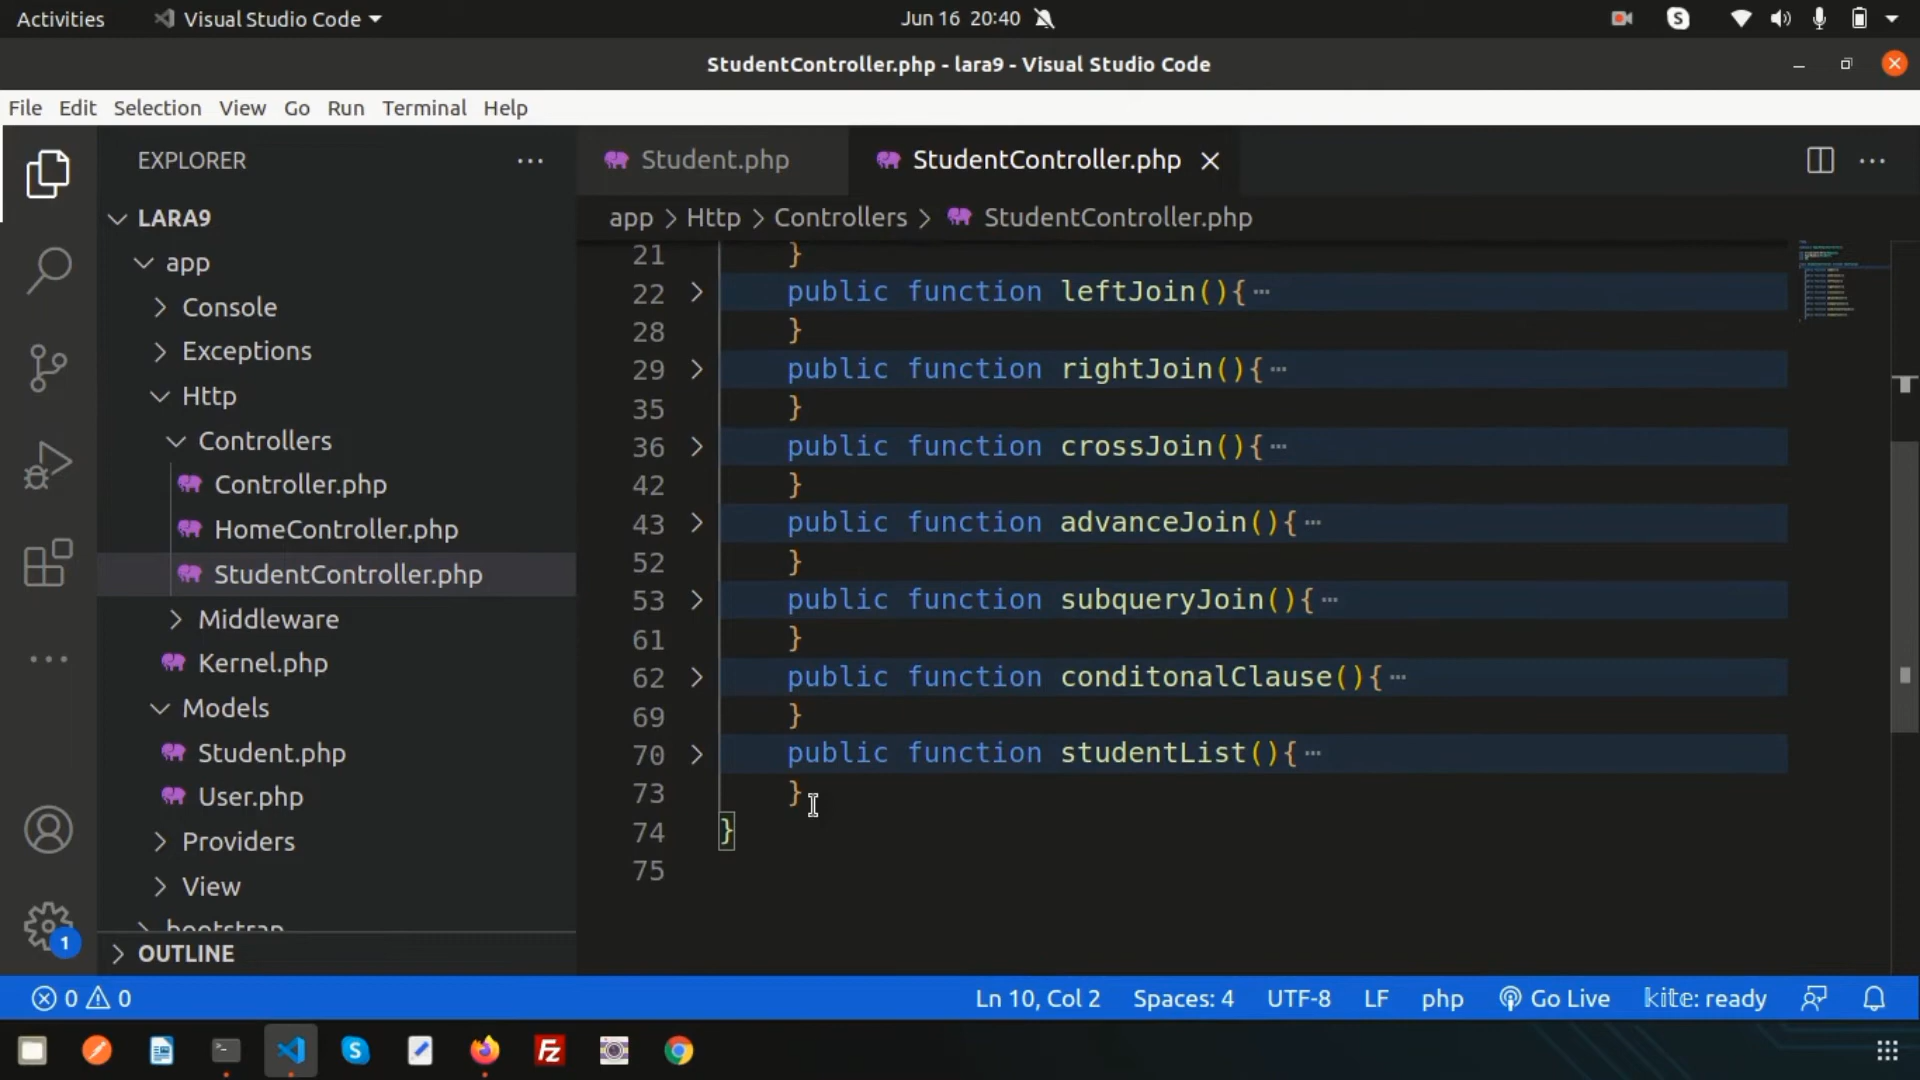 Activities
Visual Studio Code
Jun 16 20:40
StudentController.php - lara9 - Visual Studio Code
File Edit Selection View Go Run Terminal Help
EXPLORER
LARA9
app
Console
Exceptions
Http
Controllers
Controller.php
HomeController.php
StudentController.php
Middleware
Kernel.php
Models
Student.php
User.php
Providers
View
bootstrap
OUTLINE
1
Student.php
StudentController.php
app > Http > Controllers > StudentController.php
21 }
22 public function leftJoin(){ ⋯
28 }
29 public function rightJoin(){ ⋯
35 }
36 public function crossJoin(){ ⋯
42 }
43 public function advanceJoin(){ ⋯
52 }
53 public function subqueryJoin(){ ⋯
61 }
62 public function conditonalClause(){ ⋯
69 }
70 public function studentList(){ ⋯
73 }
74 }
75
0 0 Ln 10, Col 2 Spaces: 4 UTF-8 LF php Go Live kite: ready